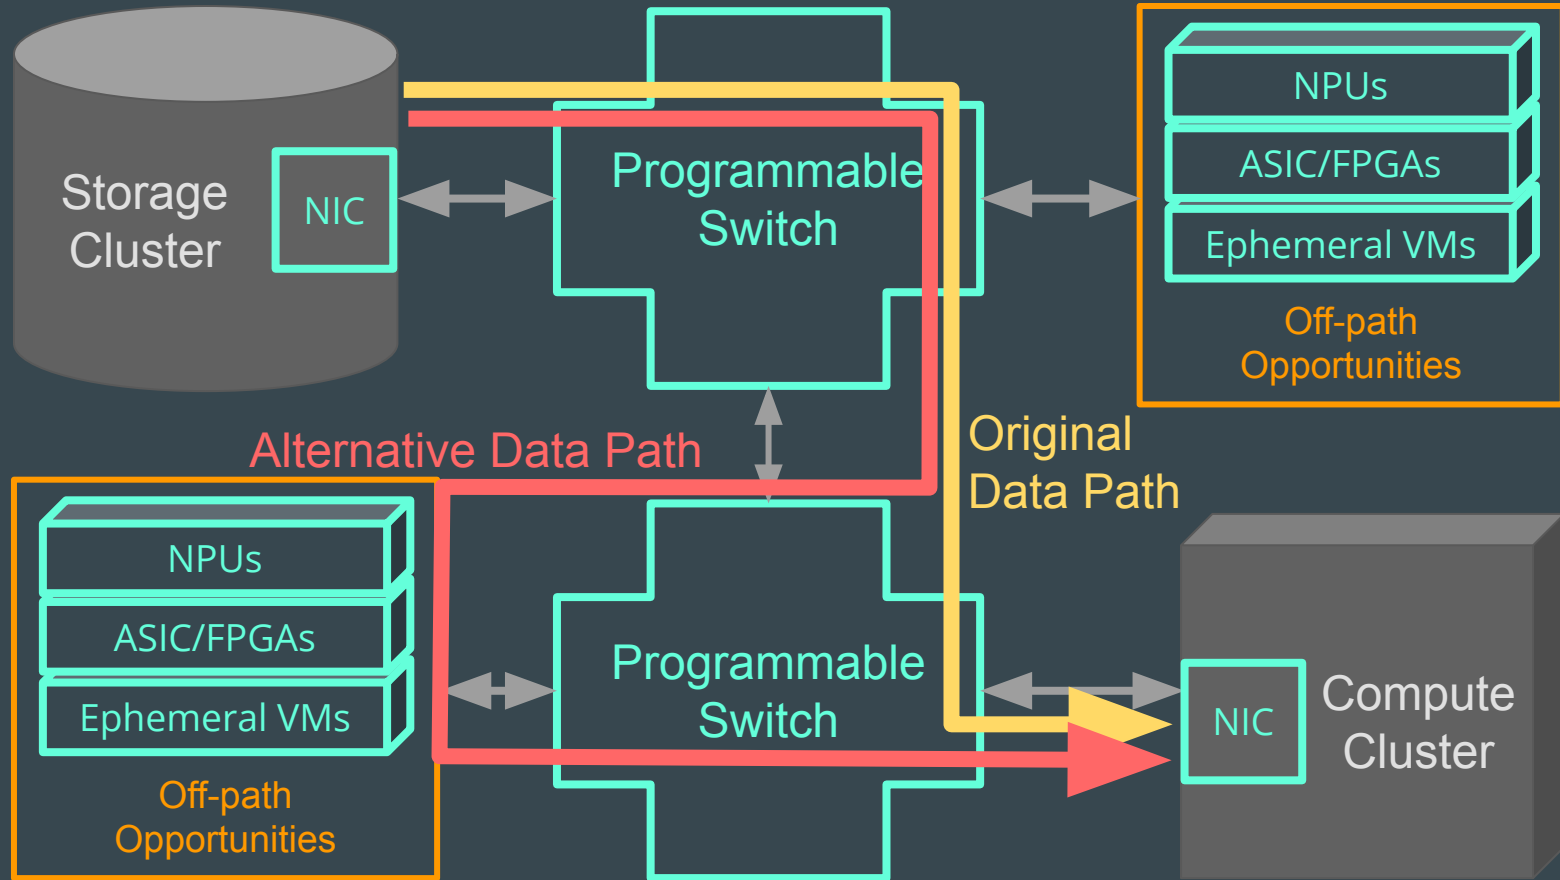 Storage
Cluster
NIC
Programmable
Switch
NPUs
ASIC/FPGAs
Ephemeral VMs
Off-path
Opportunities
Alternative Data Path
Original
Data Path
NPUs
ASIC/FPGAs
Ephemeral VMs
Off-path
Opportunities
Programmable
Switch
NIC
Compute
Cluster